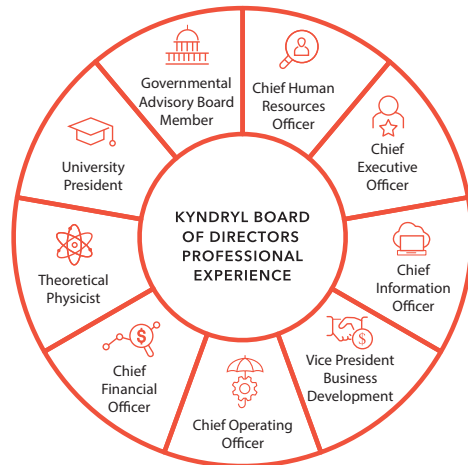 KYNDRYL BOARD
OF DIRECTORS
PROFESSIONAL
EXPERIENCE
Governmental
Advisory Board
Member
Chief Human
Resources
Officer
Chief
Executive
Officer
Chief
Information
Officer
Vice President
Business
Development
Chief Operating
Officer
Chief
Financial
Officer
Theoretical
Physicist
University
President
$
$